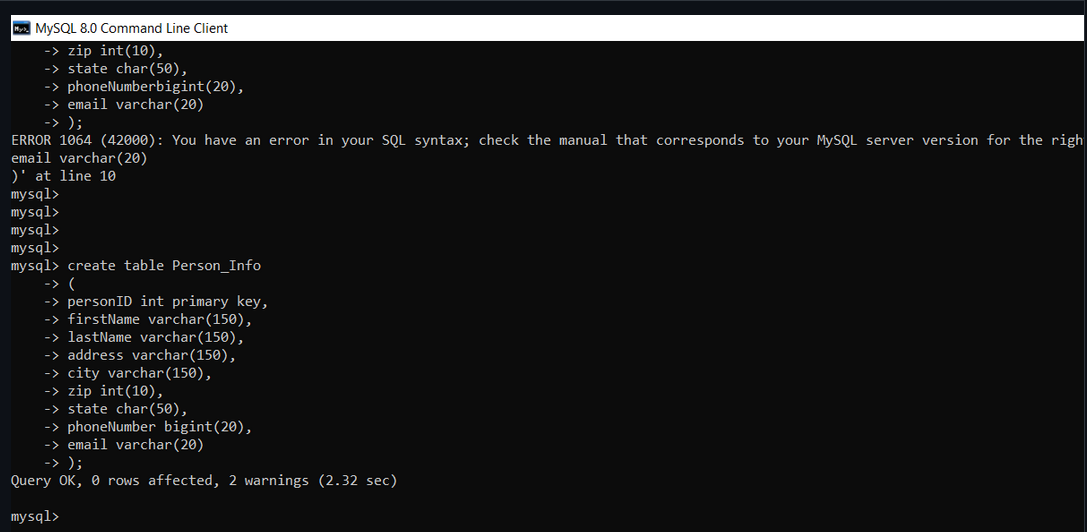 MySQL 8.0 Command Line Client
-> zip int(10),
-> state char(50),
-> phoneNumberbigint(20),
-> email varchar(20)
-> );
ERROR 1064 (42000): You have an error in your SQL syntax; check the manual that corresponds to your MySQL server version for the righ
email varchar(20)
)' at line 10
mysql>
mysql>
mysql>
mysql>
mysql> create table Person_Info
-> (
-> personID int primary key,
-> firstName varchar(150),
-> lastName varchar(150),
-> address varchar(150),
-> city varchar(150),
-> zip int(10),
-> state char(50),
-> phoneNumber bigint(20),
-> email varchar(20)
-> );
Query OK, 0 rows affected, 2 warnings (2.32 sec)
mysql>